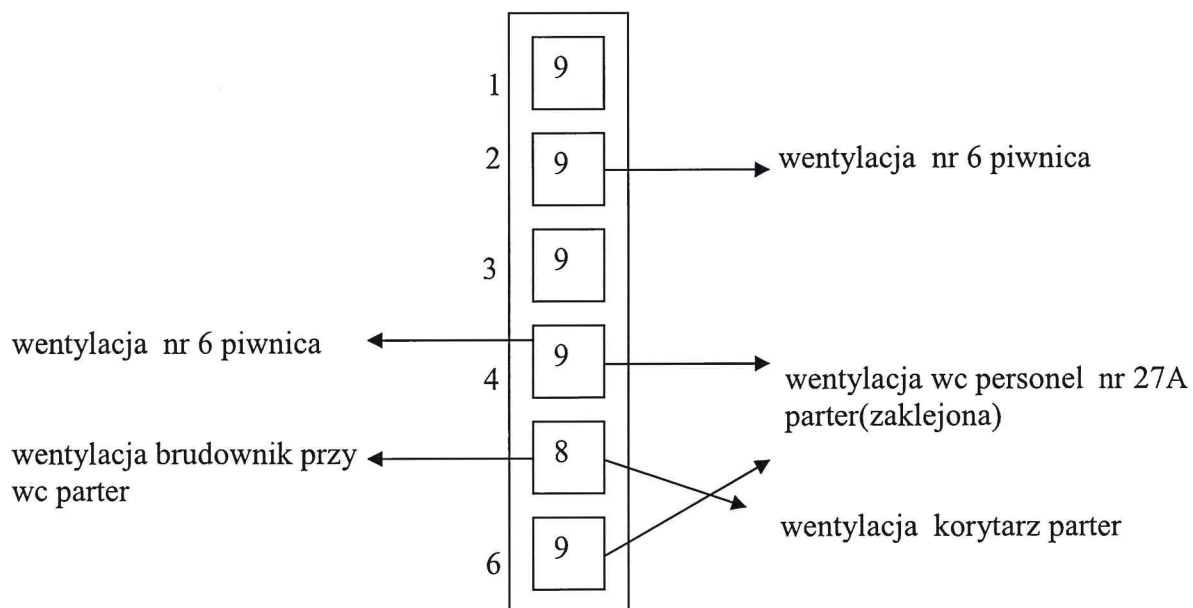 1 9
2 9 wentylacja nr 6 piwnica
3 9
wentylacja nr 6 piwnica
4 9
wentylacja wc personel nr 27A
parter(zaklejona)
wentylacja brudownik przy
wc parter
8
wentylacja korytarz parter
6 9